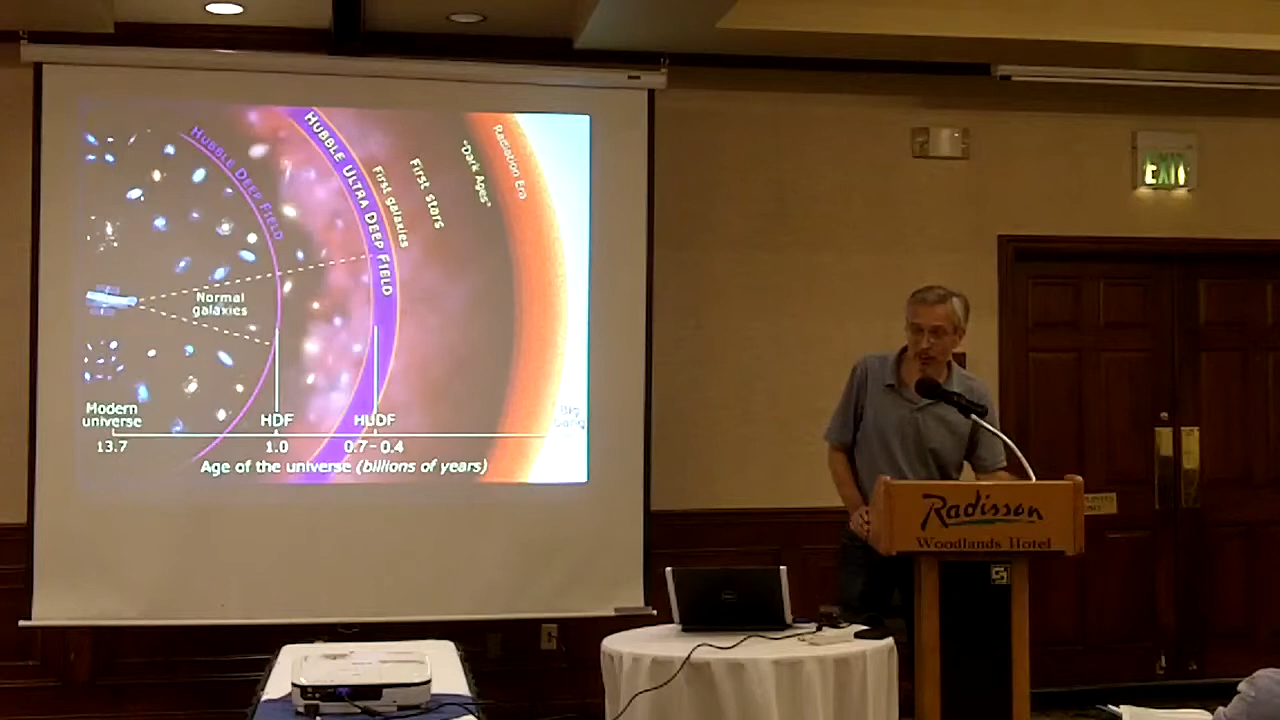 HUBBLE DEEP FIELD
HUBBLE ULTRA DEEP FIELD
First galaxies
First stars
"Dark Ages"
Radiation Era
Normal
galaxies
Modern
universe
HDF
HUDF
Big
Bang
13.7
1.0
0.7-0.4
Age of the universe (billions of years)
EXIT
Radisson
Woodlands Hotel
DELL